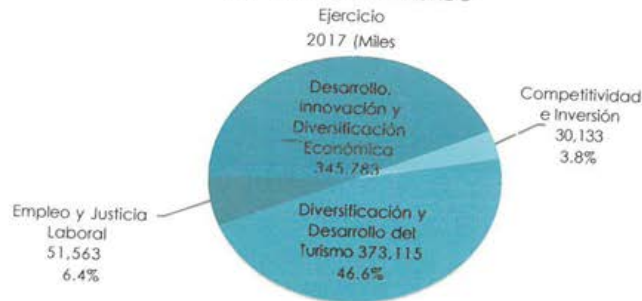 Ejercicio
2017 (Miles
Desarrollo,
Innovación y
Diversificación
Económica
345,783
Competitividad
e Inversión
30,133
3.8%
Empleo y Justicia
Laboral
51,563
6.4%
Diversificación y
Desarrollo del
Turismo 373,115
46.6%